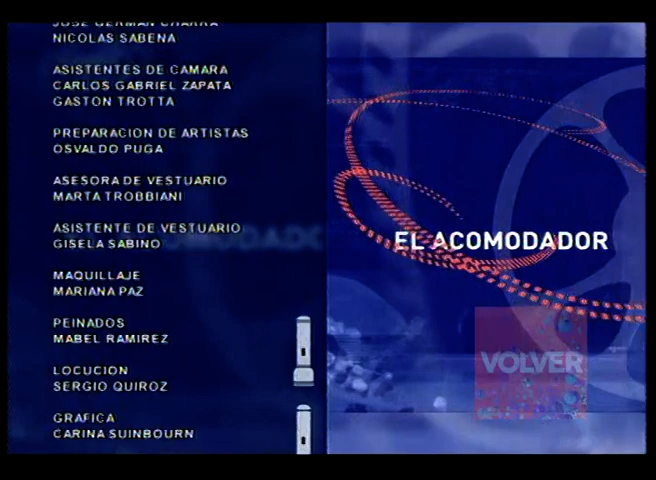 NICOLAS SABENA
ASISTENTES DE CAMARA
CARLOS GABRIEL ZAPATA
GASTON TROTTA
PREPARACION DE ARTISTAS
OSVALDO PUGA
ASESORA DE VESTUARIO
MARTA TROBBIANI
ASISTENTE DE VESTUARIO
GISELA SABINO
MAQUILLAJE
MARIANA PAZ
PEINADOS
MABEL RAMIREZ
LOCUCION
SERGIO QUIROZ
GRAFICA
CARINA SUINBOURN
EL ACOMODADOR
VOLVER